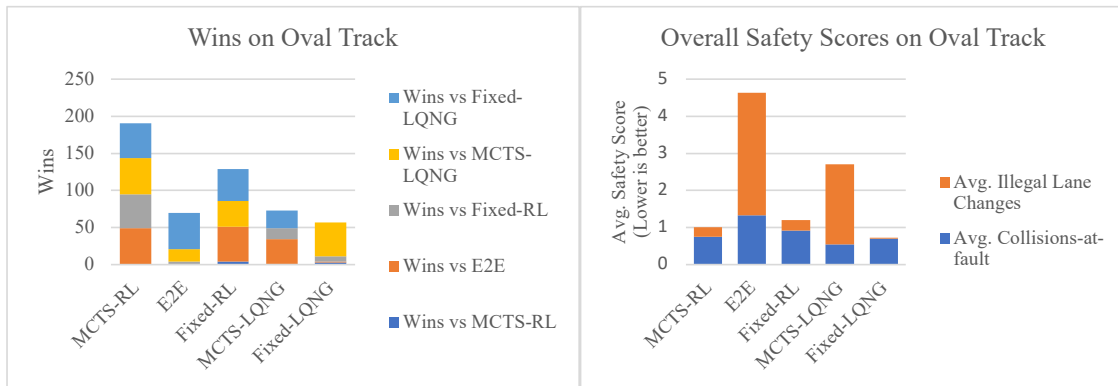 Wins on Oval Track
250
200
150
100
50
0
Wins
MCTS-RL
E2E
Fixed-RL
MCTS-LQNG
Fixed-LQNG
Wins vs Fixed-
LQNG
Wins vs MCTS-
LQNG
Wins vs Fixed-RL
Wins vs E2E
Wins vs MCTS-RL
Overall Safety Scores on Oval Track
5
4
3
2
1
0
Avg. Safety Score
(Lower is better)
MCTS-RL
E2E
Fixed-RL
MCTS-LQNG
Fixed-LQNG
Avg. Illegal Lane
Changes
Avg. Collisions-at-
fault